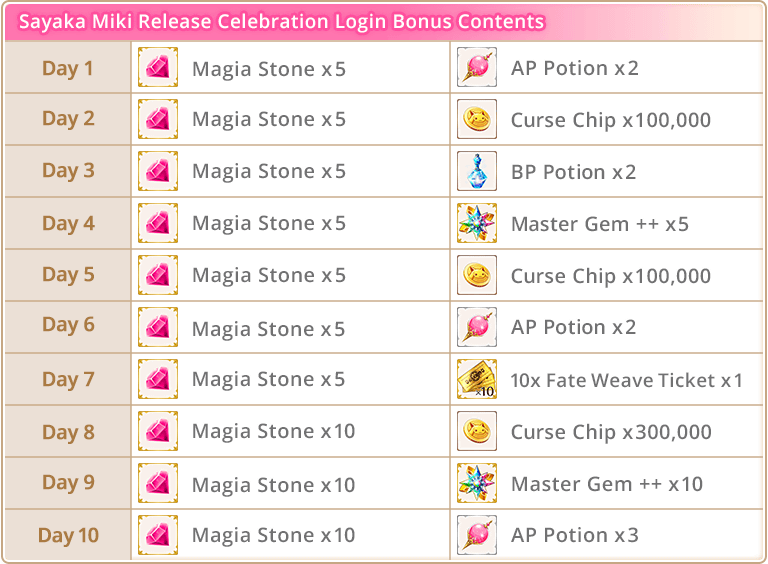 Sayaka Miki Release Celebration Login Bonus Contents
Day 1 Magia Stone x5 AP Potion x2
Day 2 Magia Stone x5 Curse Chip x100,000
Day 3 Magia Stone x5 BP Potion x2
Day 4 Magia Stone x5 Master Gem ++ x5
Day 5 Magia Stone x5 Curse Chip x100,000
Day 6 Magia Stone x5 AP Potion x2
Day 7 Magia Stone x5 x10 10x Fate Weave Ticket x1
Day 8 Magia Stone x10 Curse Chip x300,000
Day 9 Magia Stone x10 Master Gem ++ x10
Day 10 Magia Stone x10 AP Potion x3